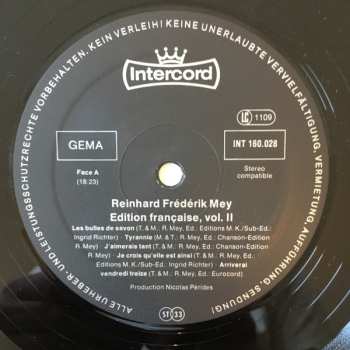 ALLE URHEBER- UND LEISTUNGSSCHUTZRECHTE VORBEHALTEN. KEIN VERLEIH! KEINE UNERLAUBTE VERVIELFÄLTIGUNG, VERMIETUNG, AUFFÜHRUNG, SENDUNG!
Intercord
GEMA
LC 1109
INT 160.028
Face A
(18:23)
Stereo
compatible
Reinhard Frédérik Mey
Edition française, vol. II
Les bulles de savon (T. & M.: R. Mey, Ed.: Editions M. K./Sub-Ed.:
Ingrid Richter) · Tyrannie (M. & T.: R. Mey, Ed.: Chanson-Edition
R. Mey) · J'aimerais tant (T. & M.: R. Mey, Ed.: Chanson-Edition
R. Mey) · Je crois qu'elle est ainsi (T. & M.: R. Mey, Ed.:
Editions M. K./Sub-Ed.: Ingrid Richter) · Arriverai
vendredi treize (T. & M.: R. Mey, Ed.: Eurocord)
Production Nicolas Péridès
ST 33